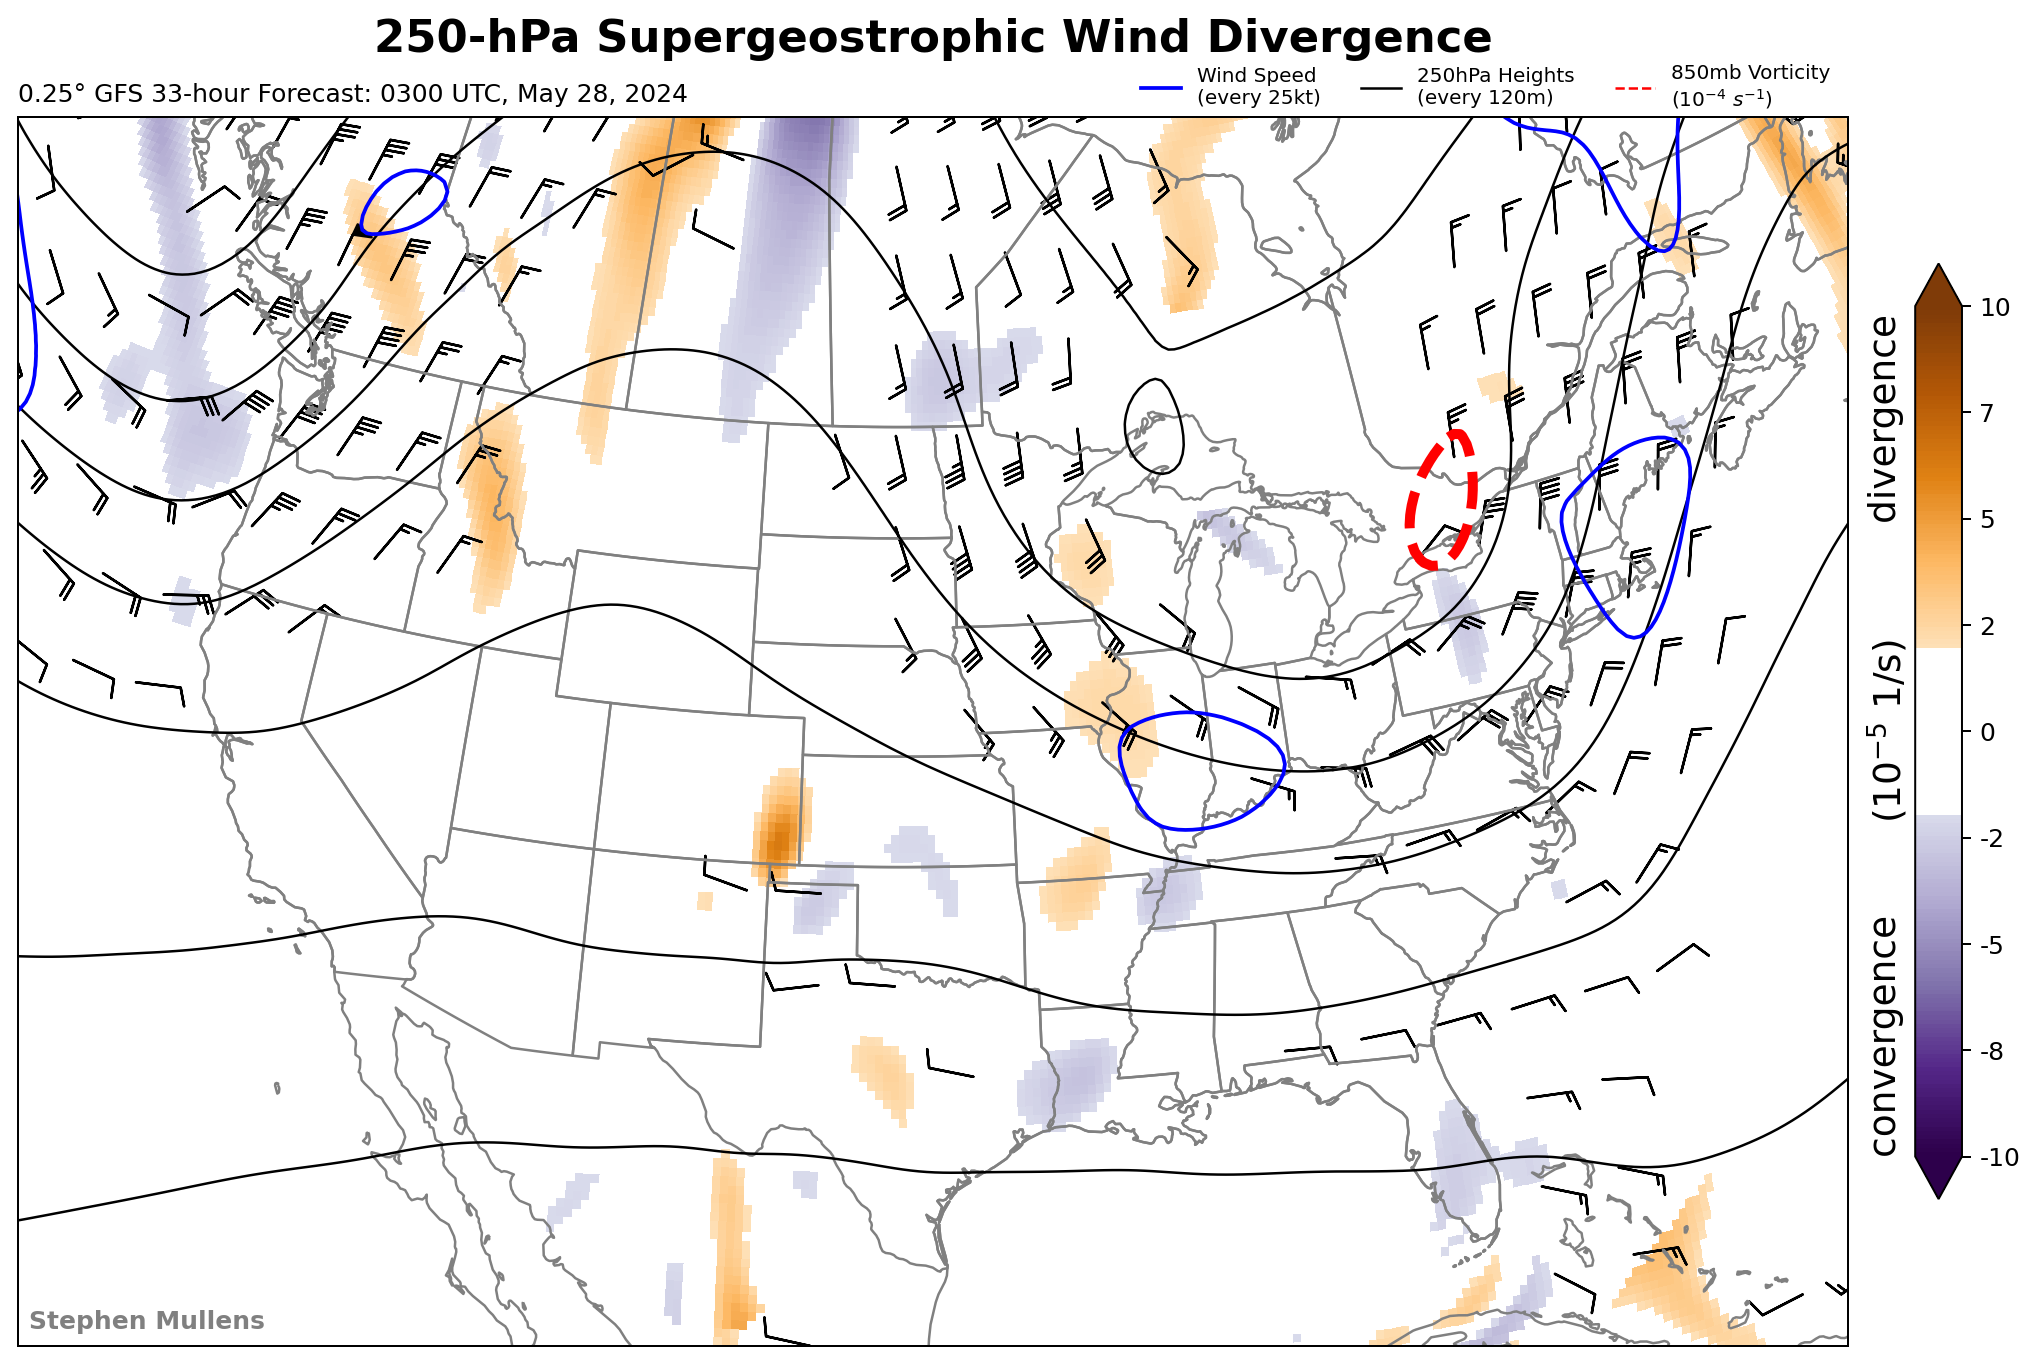 250-hPa Supergeostrophic Wind Divergence
0.25° GFS 33-hour Forecast: 0300 UTC, May 28, 2024
Wind Speed
(every 25kt)
250hPa Heights
(every 120m)
850mb Vorticity
(10⁻⁴ s⁻¹)
10
7
5
2
0
-2
-5
-8
-10
convergence (10⁻⁵ 1/s) divergence
Stephen Mullens